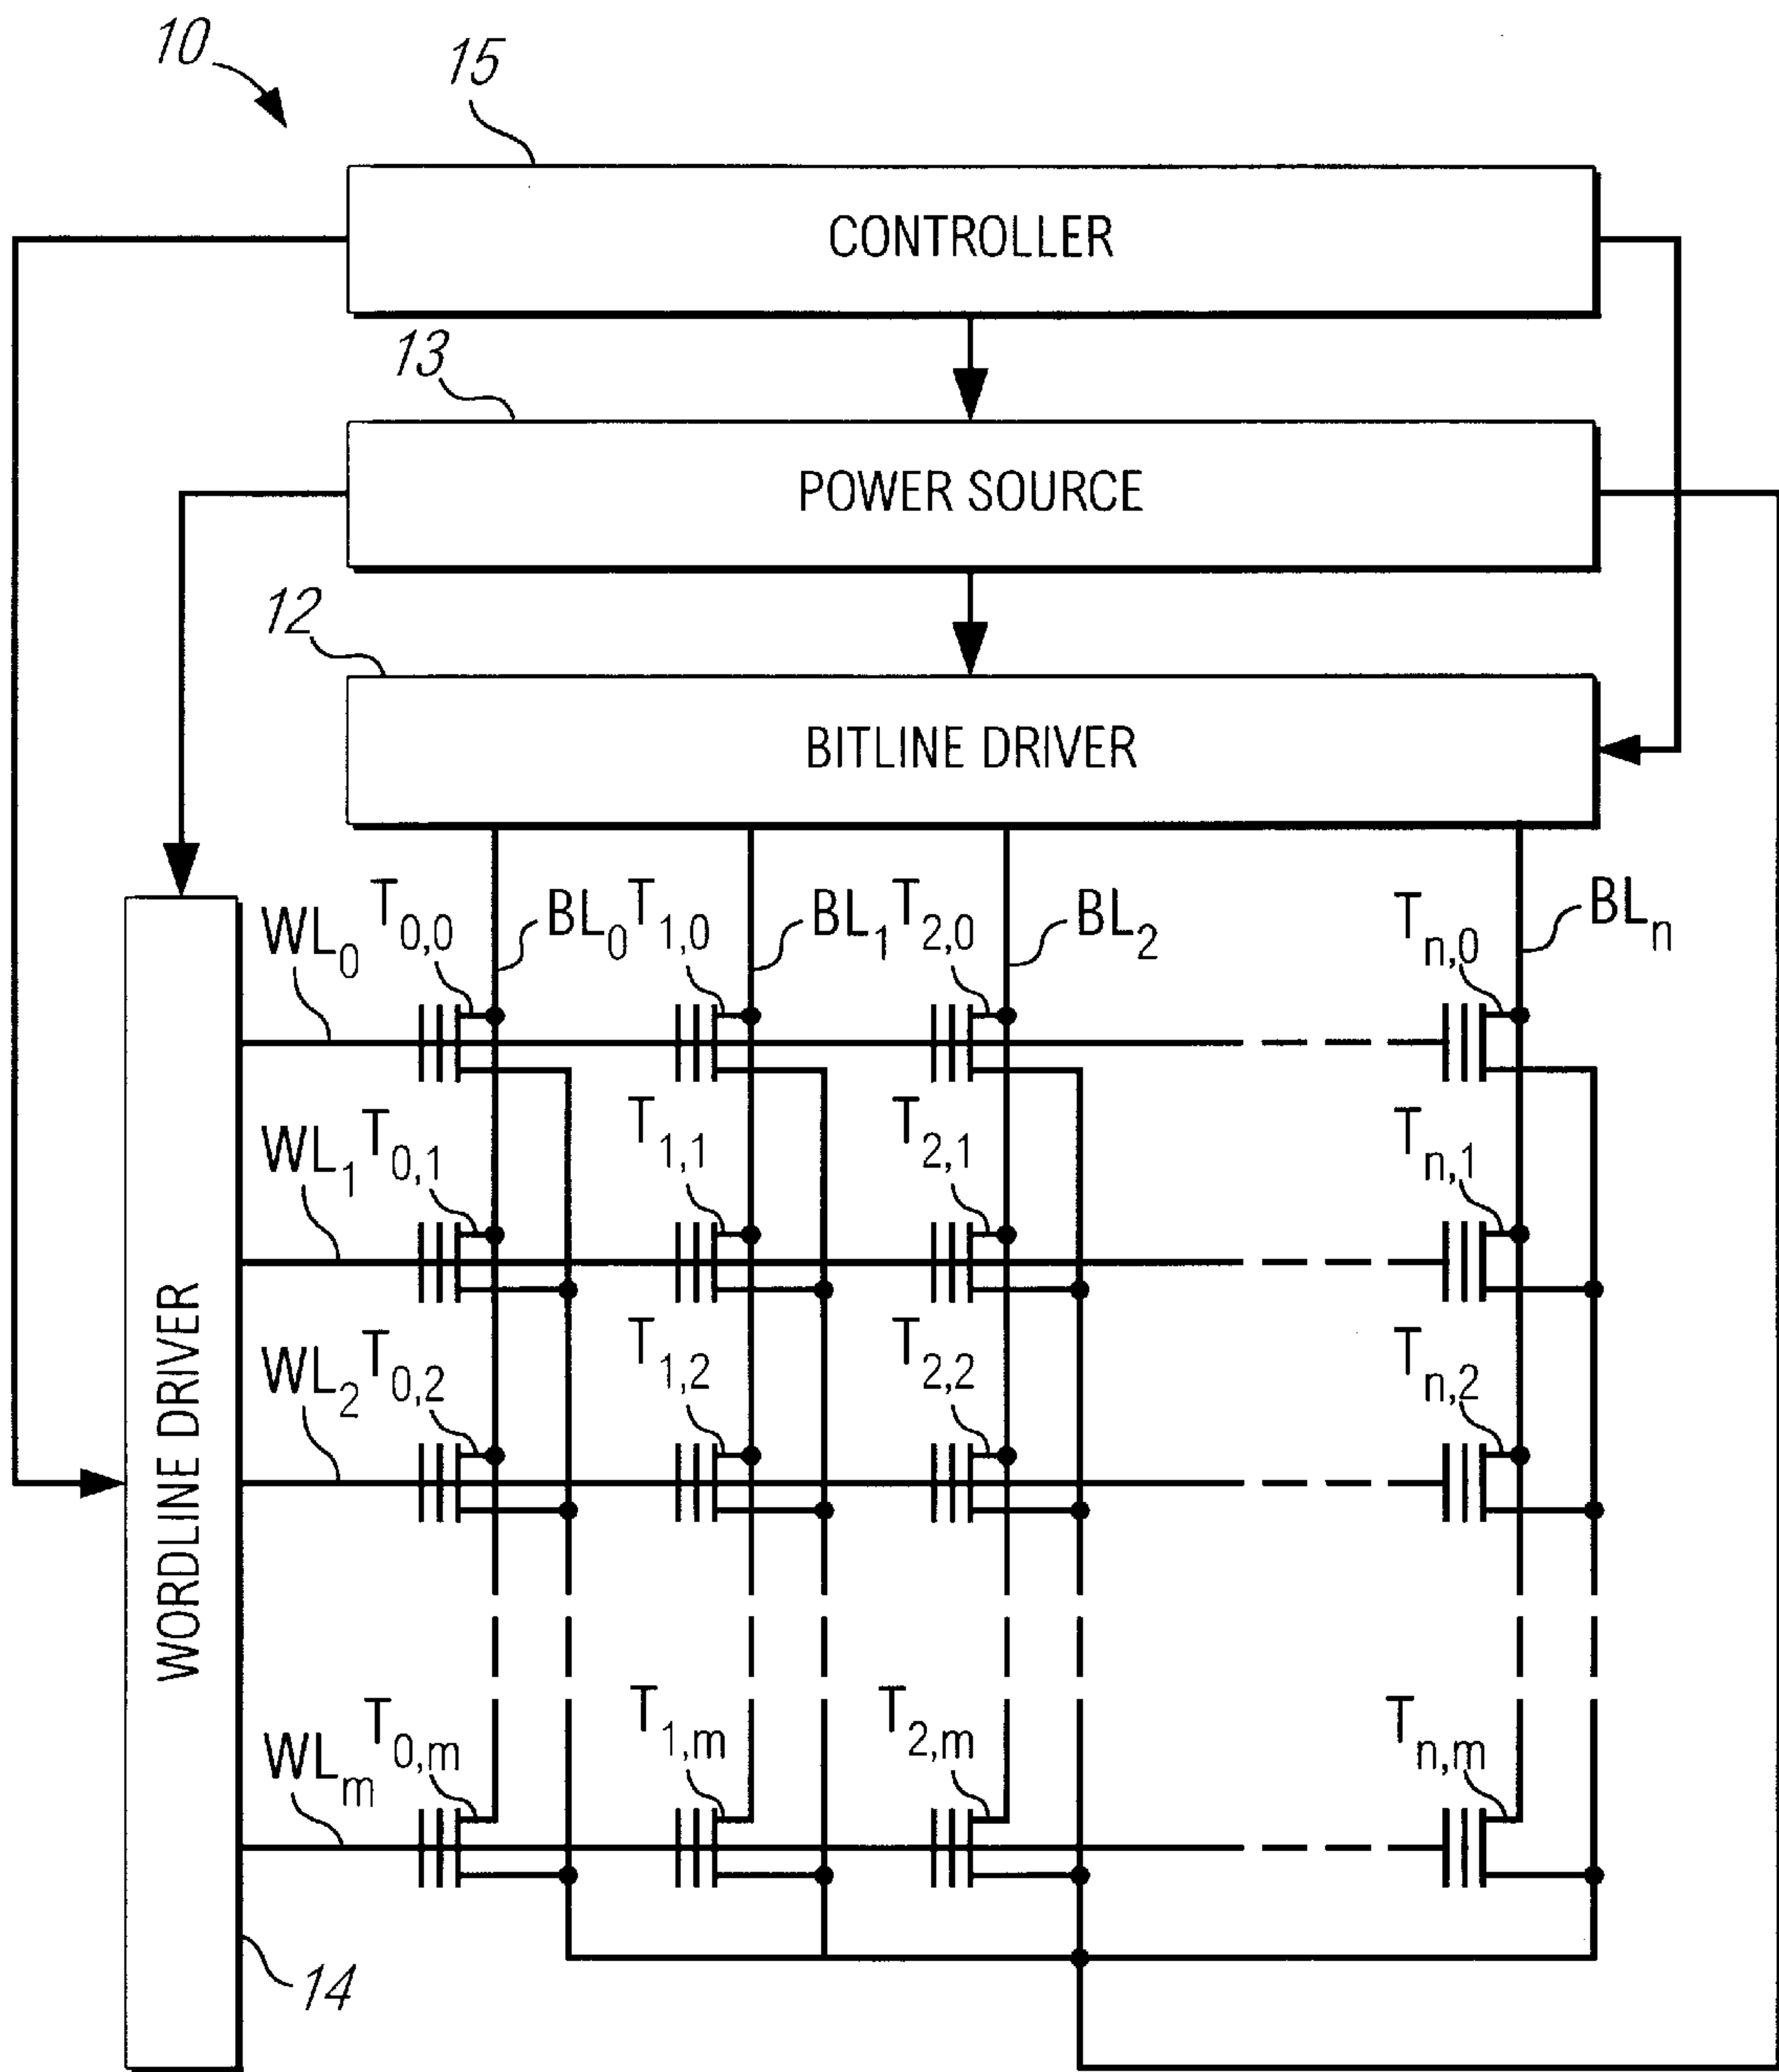 10
15
CONTROLLER
13
POWER SOURCE
12
BITLINE DRIVER
WL0 T0,0 BL0 T1,0 BL1 T2,0 BL2 Tn,0 BLn
WL1 T0,1 T1,1 T2,1 Tn,1
WL2 T0,2 T1,2 T2,2 Tn,2
WORDLINE DRIVER
WLm T0,m T1,m T2,m Tn,m
14